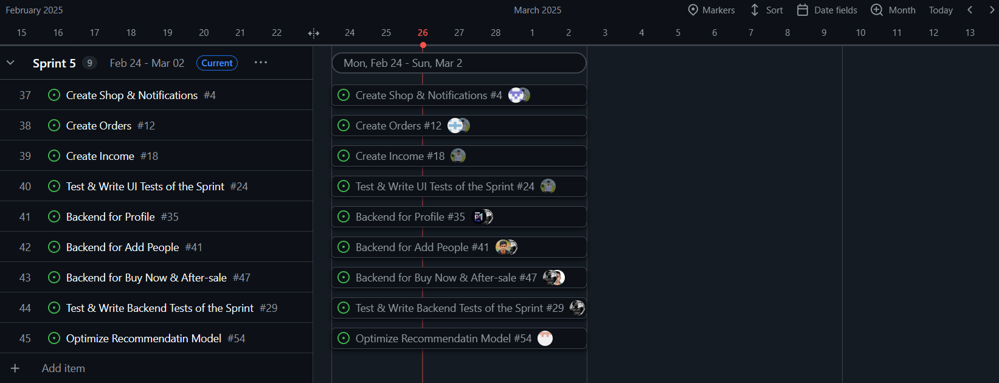 February 2025 March 2025 Markers Sort Date fields Month Today
15 16 17 18 19 20 21 22 24 25 26 27 28 1 2 3 4 5 6 7 8 9 10 11 12 13
Sprint 5 9 Feb 24 - Mar 02 Current ... Mon, Feb 24 - Sun, Mar 2
37 Create Shop & Notifications #4 Create Shop & Notifications #4
38 Create Orders #12 Create Orders #12
39 Create Income #18 Create Income #18
40 Test & Write UI Tests of the Sprint #24 Test & Write UI Tests of the Sprint #24
41 Backend for Profile #35 Backend for Profile #35
42 Backend for Add People #41 Backend for Add People #41
43 Backend for Buy Now & After-sale #47 Backend for Buy Now & After-sale #47
44 Test & Write Backend Tests of the Sprint #29 Test & Write Backend Tests of the Sprint #29
45 Optimize Recommendatin Model #54 Optimize Recommendatin Model #54
+ Add item